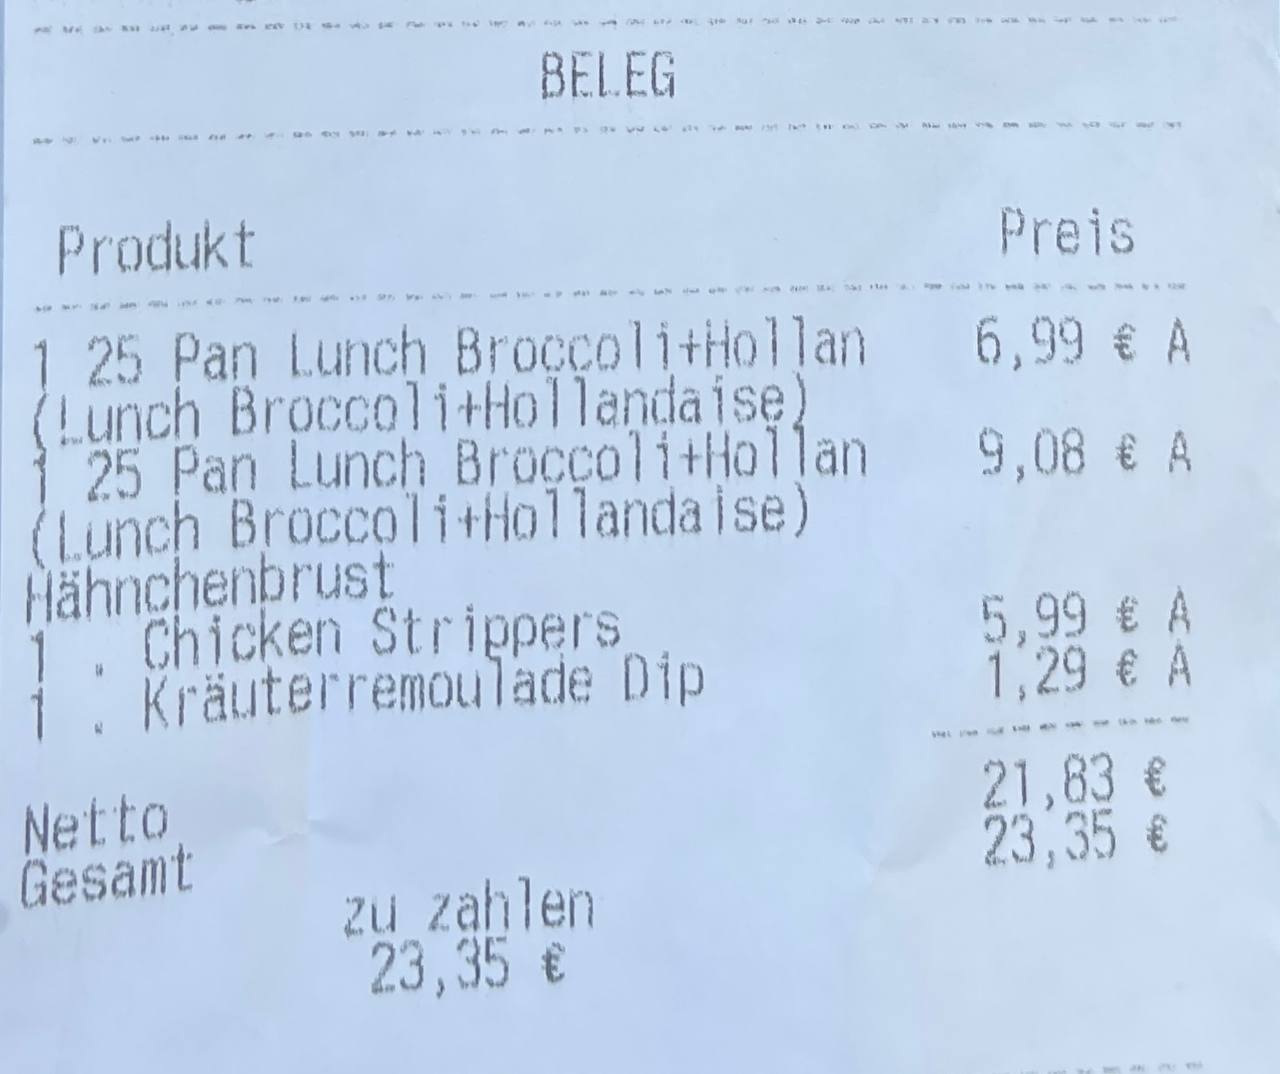 BELEG
Produkt Preis
1 25 Pan Lunch Broccoli+Hollan 6,99 € A
(Lunch Broccoli+Hollandaise)
1 25 Pan Lunch Broccoli+Hollan 9,08 € A
(Lunch Broccoli+Hollandaise)
Hähnchenbrust
1 . Chicken Strippers 5,99 € A
1 . Kräuterremoulade Dip 1,29 € A
Netto 21,83 €
Gesamt 23,35 €
zu zahlen
23,35 €